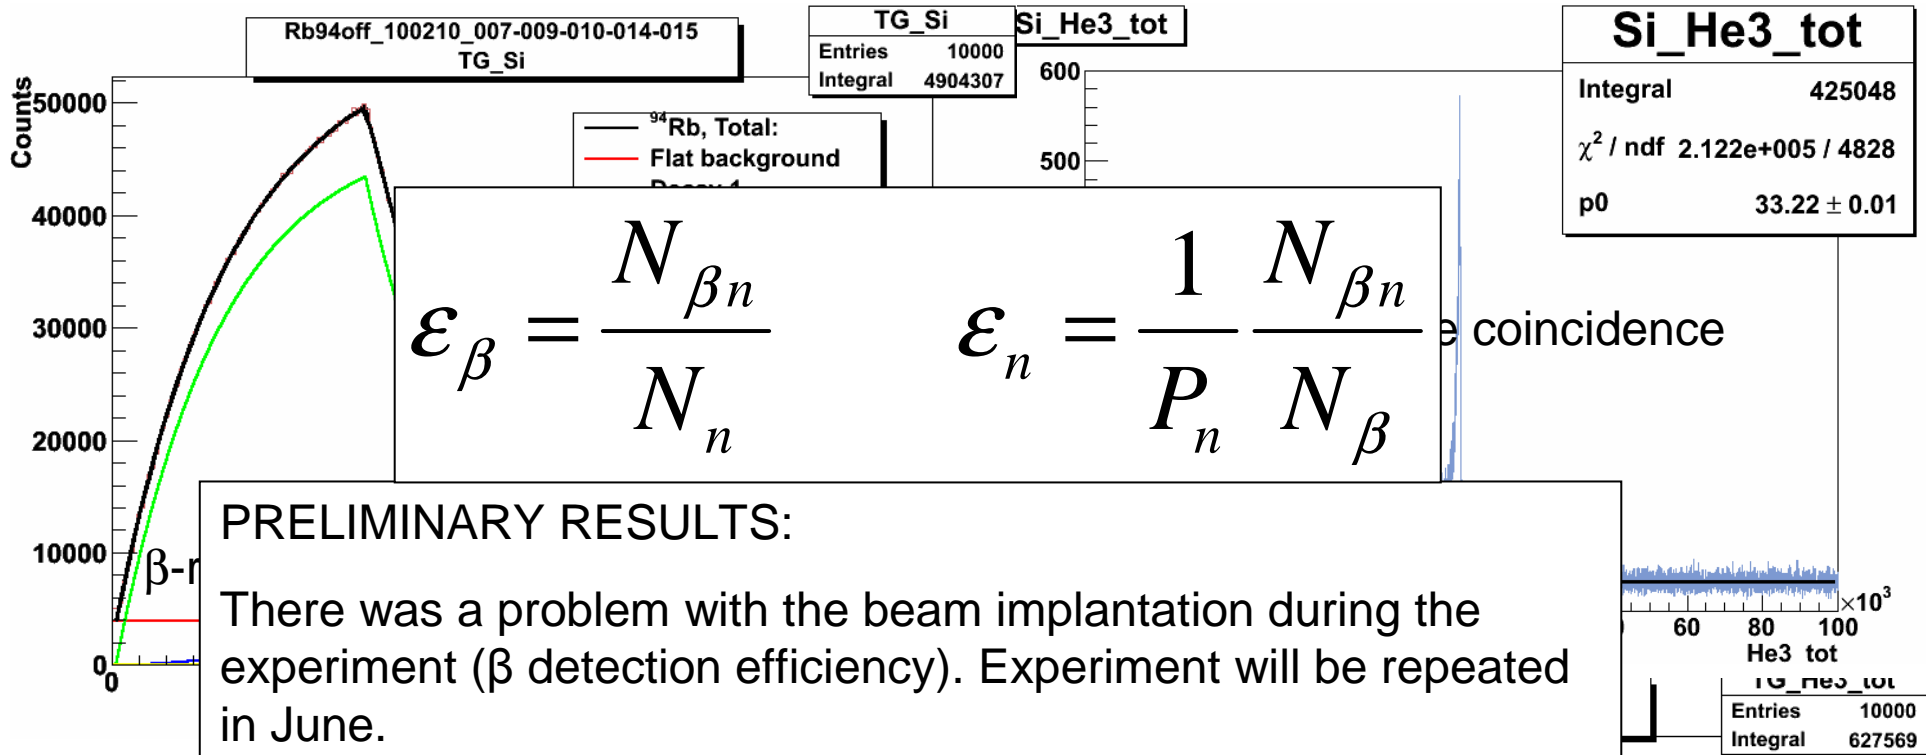 Rb94off_100210_007-009-010-014-015
TG_Si
TG_Si
Entries 10000
Integral 4904307
Si_He3_tot
Si_He3_tot
Integral 425048
χ² / ndf 2.122e+005 / 4828
p0 33.22 ± 0.01
Counts
50000
40000
30000
20000
10000
0
0
⁹⁴Rb, Total:
Flat background
600
500
ε_β = N_βn / N_n
ε_n = 1 / P_n N_βn / N_β
coincidence
PRELIMINARY RESULTS:
There was a problem with the beam implantation during the
experiment (β detection efficiency). Experiment will be repeated
in June.
60 80 100
×10³
He3 tot
TG_He3_tot
Entries 10000
Integral 627569